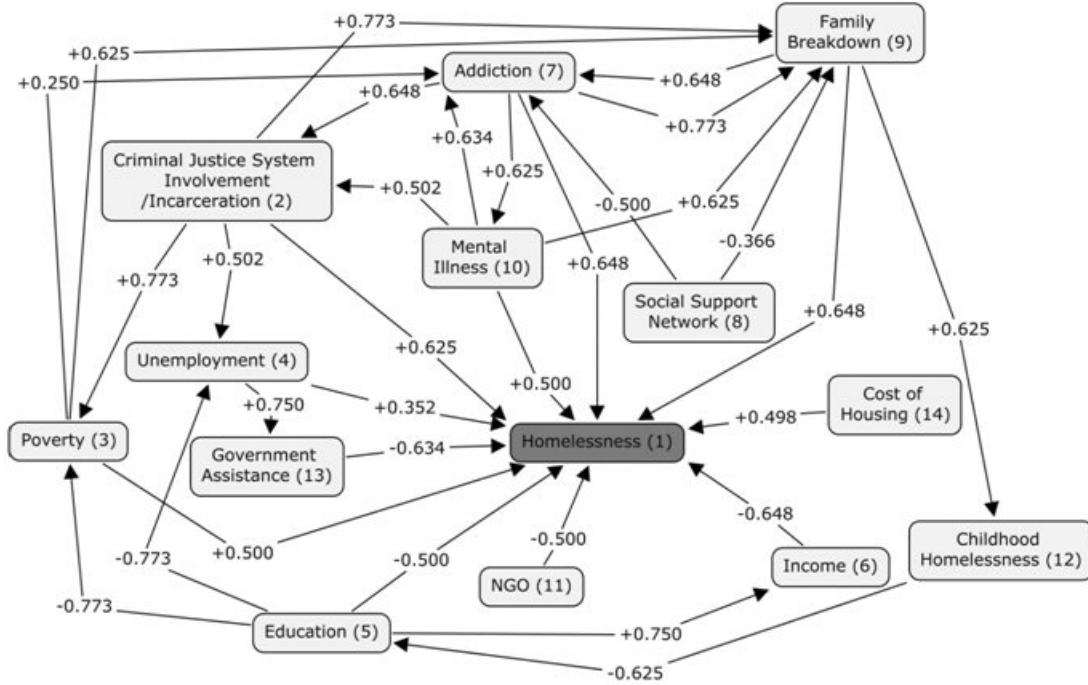 +0.773
Family
Breakdown (9)
+0.625
+0.250
Addiction (7)
+0.648
+0.648
+0.773
+0.634
Criminal Justice System
Involvement
/Incarceration (2)
+0.625
+0.502
-0.500
+0.625
Mental
Illness (10)
-0.366
+0.502
+0.648
+0.773
Social Support
Network (8)
+0.648
+0.625
+0.625
Unemployment (4)
+0.500
Cost of
Housing (14)
+0.750
+0.352
+0.498
Poverty (3)
Homelessness (1)
Government
Assistance (13)
-0.634
-0.648
+0.500
-0.773
-0.500
-0.500
Childhood
Homelessness (12)
NGO (11)
Income (6)
-0.773
Education (5)
+0.750
-0.625